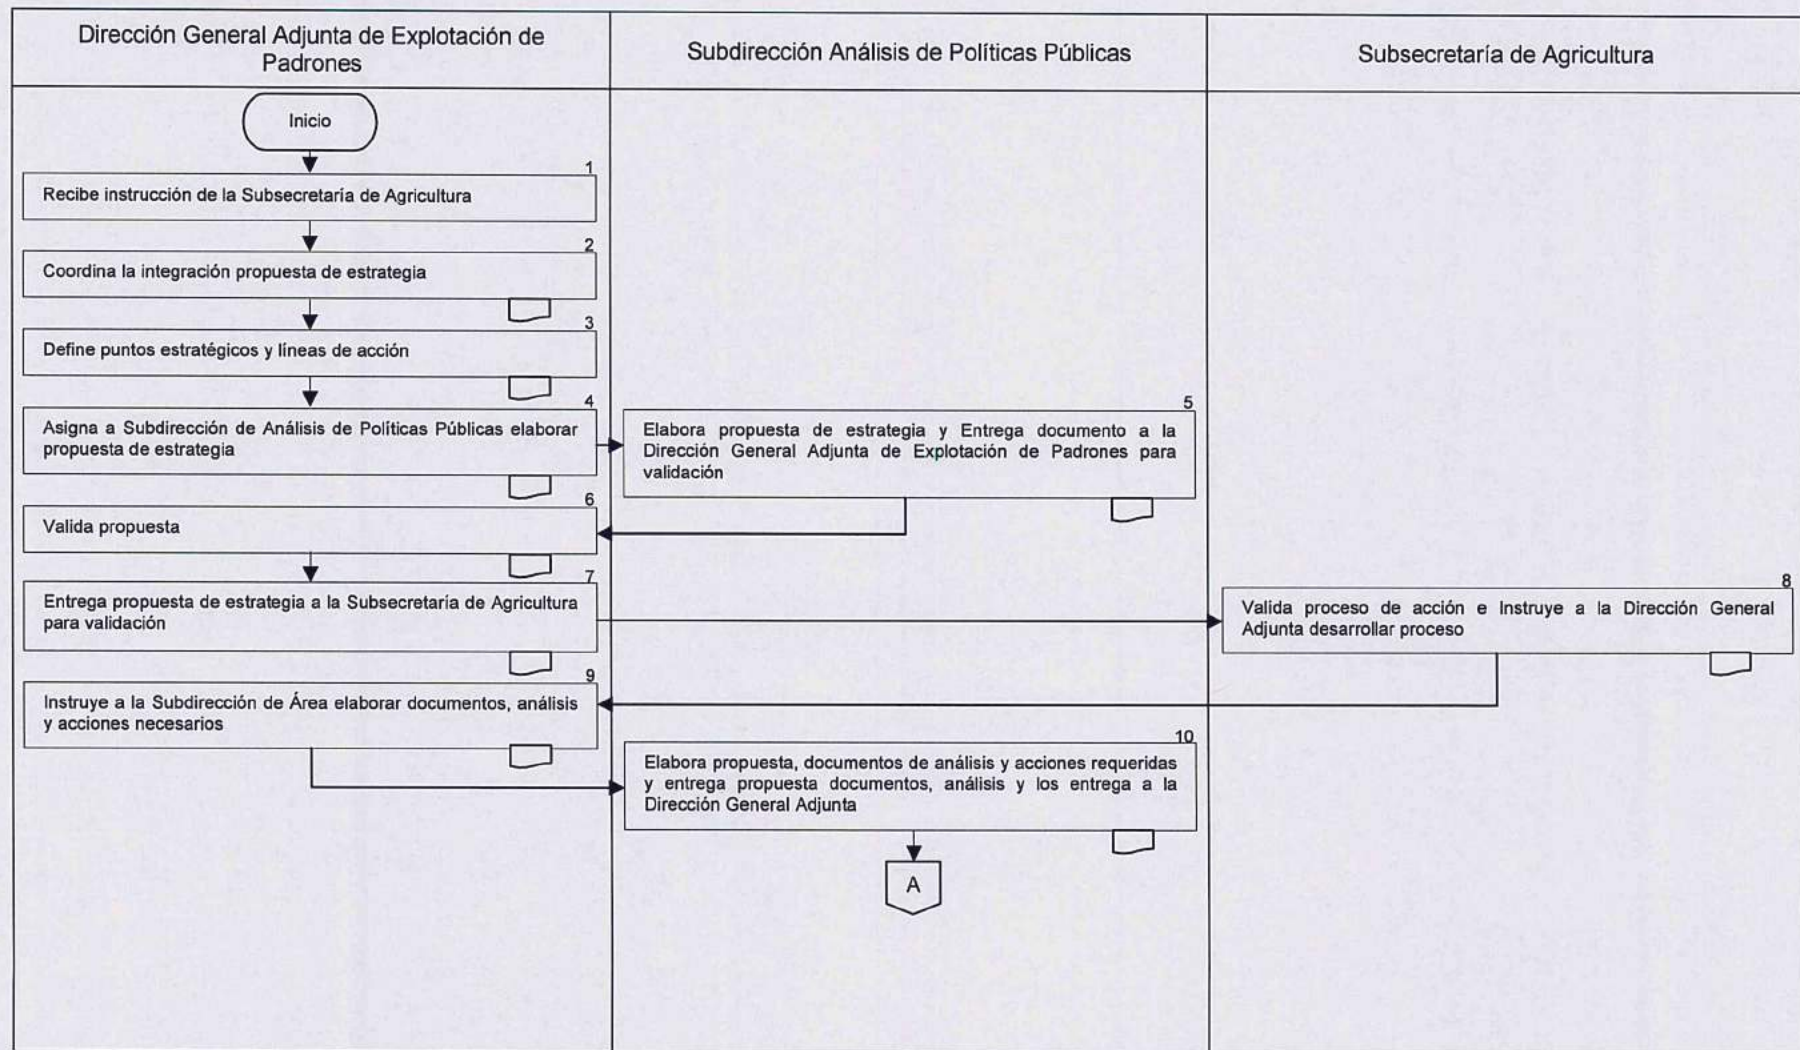 Dirección General Adjunta de Explotación de
Padrones
Subdirección Análisis de Políticas Públicas
Subsecretaría de Agricultura
Inicio
1
Recibe instrucción de la Subsecretaría de Agricultura
2
Coordina la integración propuesta de estrategia
3
Define puntos estratégicos y líneas de acción
4
Asigna a Subdirección de Análisis de Políticas Públicas elaborar
propuesta de estrategia
5
Elabora propuesta de estrategia y Entrega documento a la
Dirección General Adjunta de Explotación de Padrones para
validación
6
Valida propuesta
7
Entrega propuesta de estrategia a la Subsecretaría de Agricultura
para validación
8
Valida proceso de acción e Instruye a la Dirección General
Adjunta desarrollar proceso
9
Instruye a la Subdirección de Área elaborar documentos, análisis
y acciones necesarios
10
Elabora propuesta, documentos de análisis y acciones requeridas
y entrega propuesta documentos, análisis y los entrega a la
Dirección General Adjunta
A